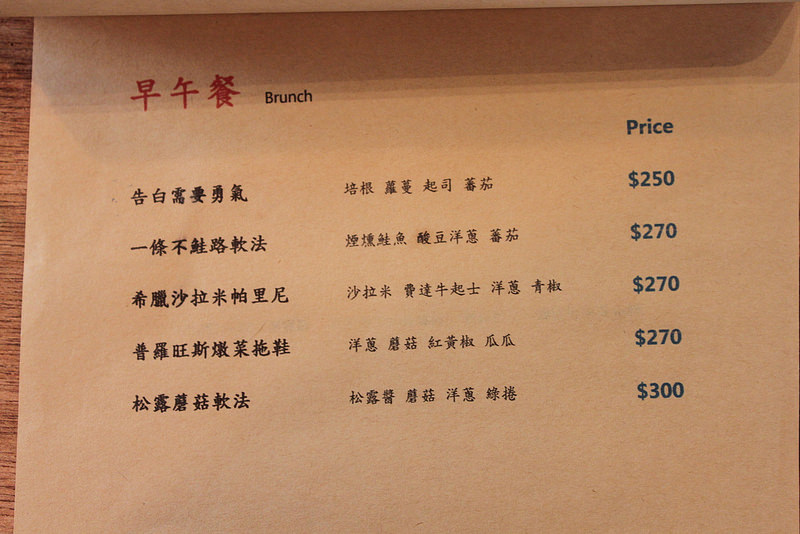 早午餐 Brunch
Price
告白需要勇氣 培根 蘿蔓 起司 蕃茄 $250
一條不鮭路軟法 煙燻鮭魚 酸豆洋蔥 蕃茄 $270
希臘沙拉米帕里尼 沙拉米 費達牛起士 洋蔥 青椒 $270
普羅旺斯燉菜拖鞋 洋蔥 蘑菇 紅黃椒 瓜瓜 $270
松露蘑菇軟法 松露醬 蘑菇 洋蔥 綠捲 $300